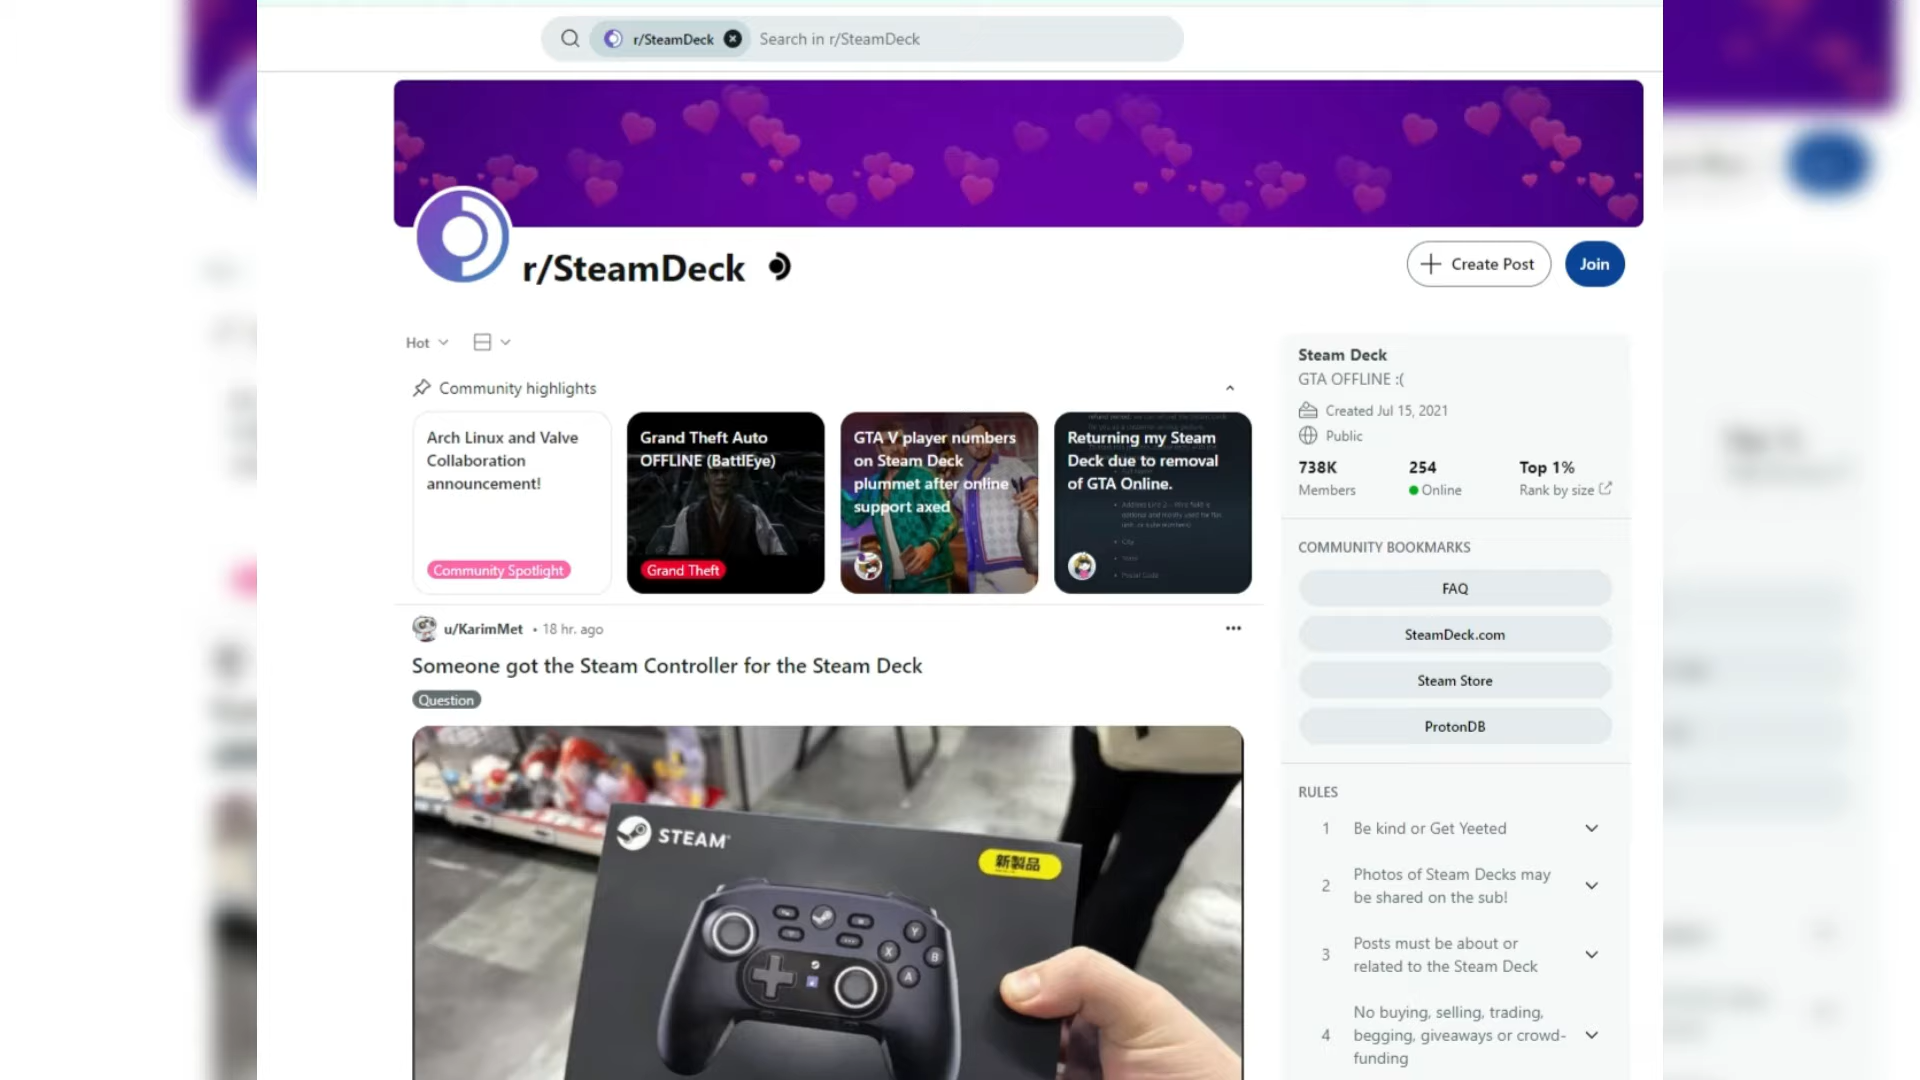 r/SteamDeck
Search in r/SteamDeck
r/SteamDeck
Create Post
Join
Hot
Community highlights
Arch Linux and Valve
Collaboration
announcement!
Community Spotlight
Grand Theft Auto
OFFLINE (BattlEye)
Grand Theft
GTA V player numbers
on Steam Deck
plummet after online
support axed
Returning my Steam
Deck due to removal
of GTA Online.
u/KarimMet • 18 hr. ago
Someone got the Steam Controller for the Steam Deck
Question
STEAM
新製品
Y
X
B
A
Steam Deck
GTA OFFLINE :(
Created Jul 15, 2021
Public
738K
Members
254
Online
Top 1%
Rank by size
COMMUNITY BOOKMARKS
FAQ
SteamDeck.com
Steam Store
ProtonDB
RULES
1 Be kind or Get Yeeted
2 Photos of Steam Decks may
be shared on the sub!
3 Posts must be about or
related to the Steam Deck
4 No buying, selling, trading,
begging, giveaways or crowd-
funding